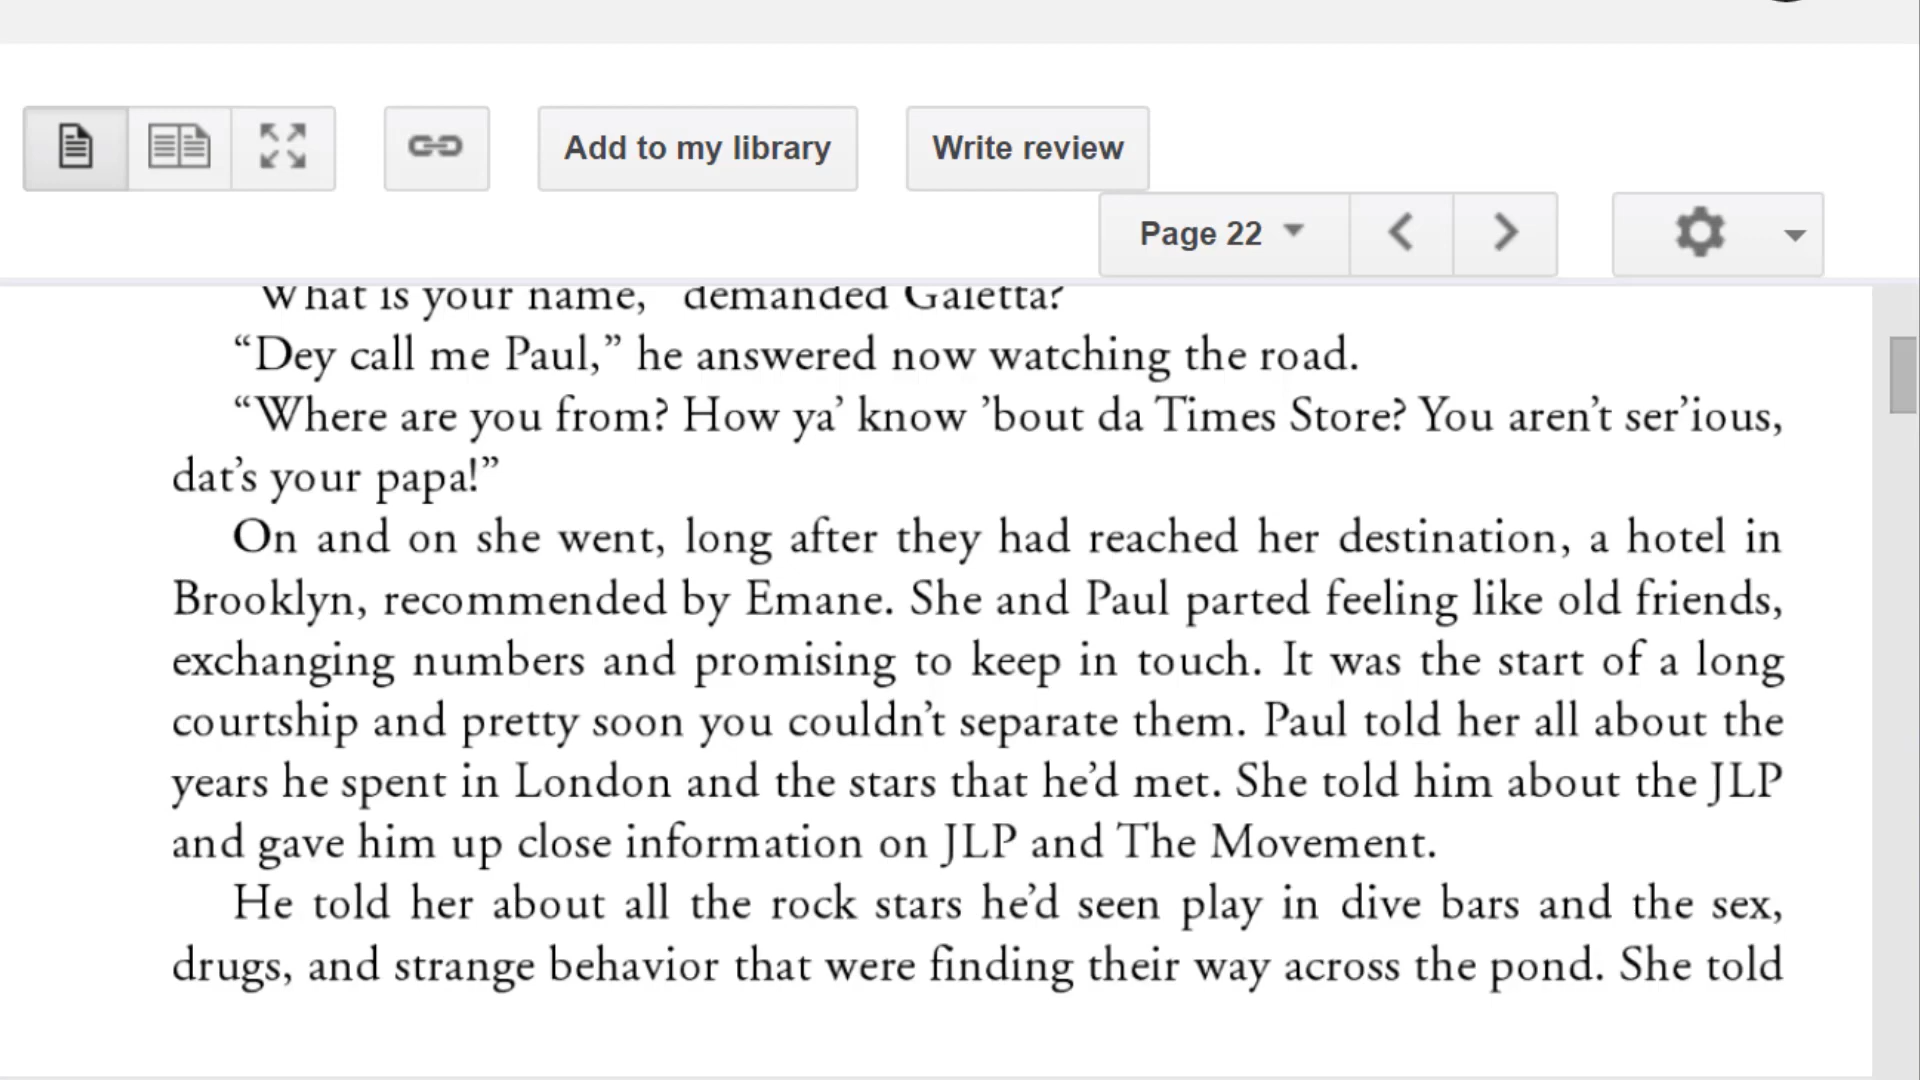 Add to my library
Write review
Page 22
What is your name, demanded Galetta?
“Dey call me Paul,” he answered now watching the road.
“Where are you from? How ya’ know ’bout da Times Store? You aren’t ser’ious,
dat’s your papa!”
On and on she went, long after they had reached her destination, a hotel in
Brooklyn, recommended by Emane. She and Paul parted feeling like old friends,
exchanging numbers and promising to keep in touch. It was the start of a long
courtship and pretty soon you couldn’t separate them. Paul told her all about the
years he spent in London and the stars that he’d met. She told him about the JLP
and gave him up close information on JLP and The Movement.
He told her about all the rock stars he’d seen play in dive bars and the sex,
drugs, and strange behavior that were finding their way across the pond. She told